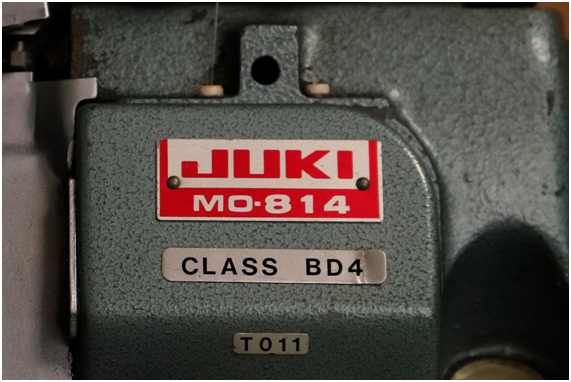 JUKI
MO-814
CLASS BD4
T011